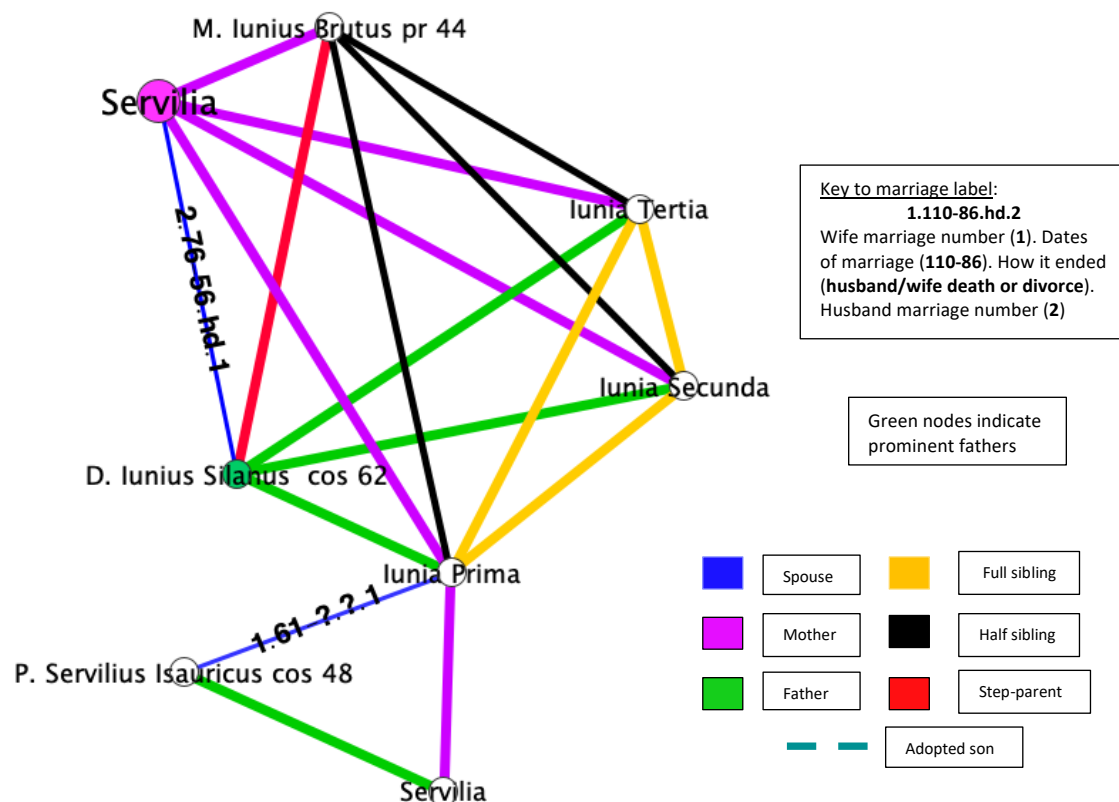 M. Iunius Brutus pr 44
Servilia
Iunia Tertia
2.76-56.hd.1
Iunia Secunda
D. Iunius Silanus cos 62
Iunia Prima
1.61-?.?.1
P. Servilius Isauricus cos 48
Servilia
Key to marriage label:
1.110-86.hd.2
Wife marriage number (1). Dates
of marriage (110-86). How it ended
(husband/wife death or divorce).
Husband marriage number (2)
Green nodes indicate
prominent fathers
Spouse
Full sibling
Mother
Half sibling
Father
Step-parent
Adopted son